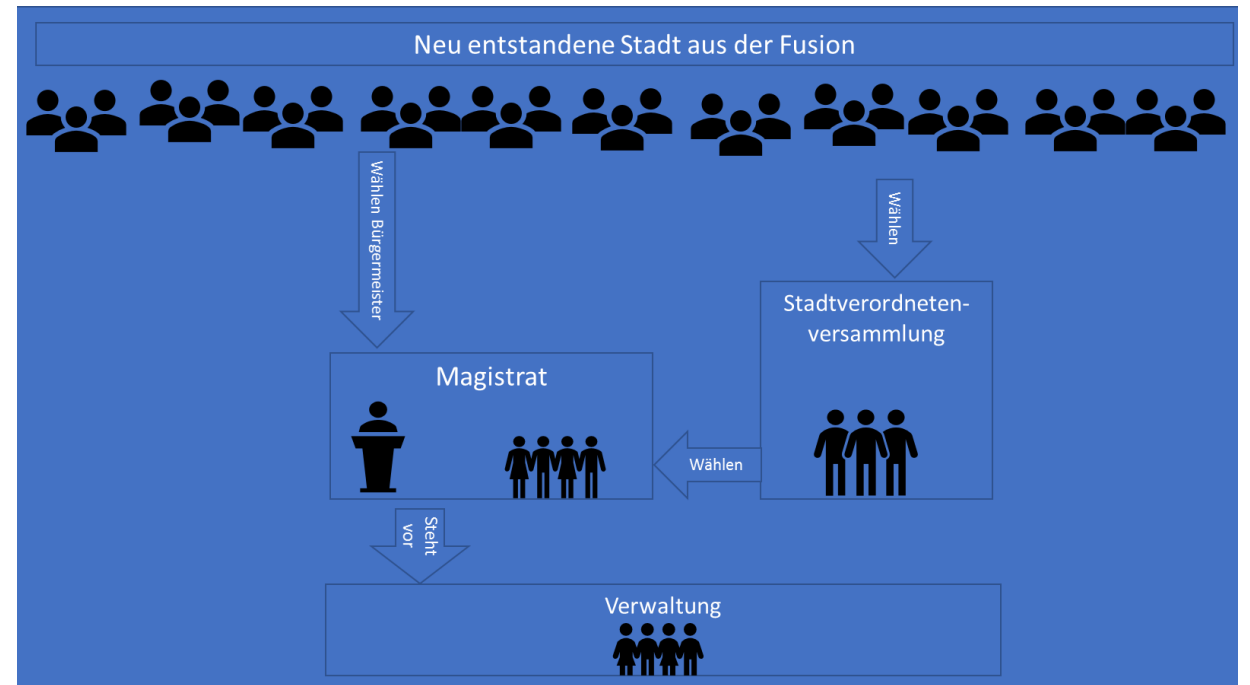 Neu entstandene Stadt aus der Fusion
Wählen Bürgermeister
Wählen
Stadtverordneten-
versammlung
Magistrat
Wählen
Steht
vor
Verwaltung